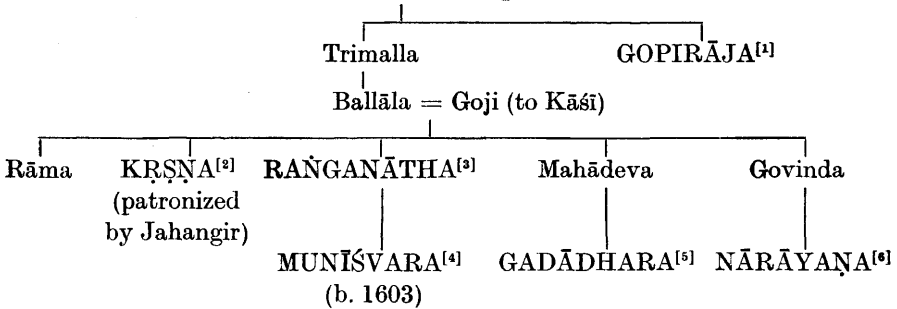 Trimalla GOPIRĀJA[1]
Ballāla = Goji (to Kāśī)
Rāma KṚṢṆA[2] RAṄGANĀTHA[3] Mahādeva Govinda
(patronized
by Jahangir)
MUNĪŚVARA[4] GADĀDHARA[5] NĀRĀYAṆA[6]
(b. 1603)